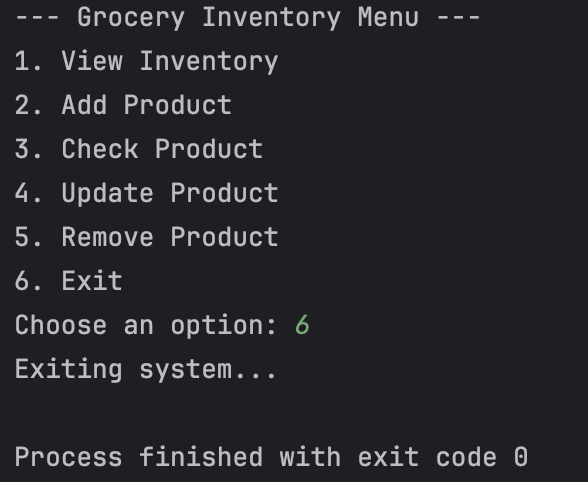 --- Grocery Inventory Menu ---
1. View Inventory
2. Add Product
3. Check Product
4. Update Product
5. Remove Product
6. Exit
Choose an option: 6
Exiting system...
Process finished with exit code 0